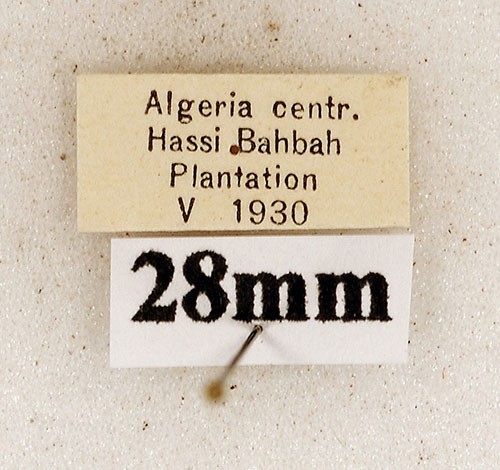 Algeria centr.
Hassi Bahbah
Plantation
V 1930
28mm